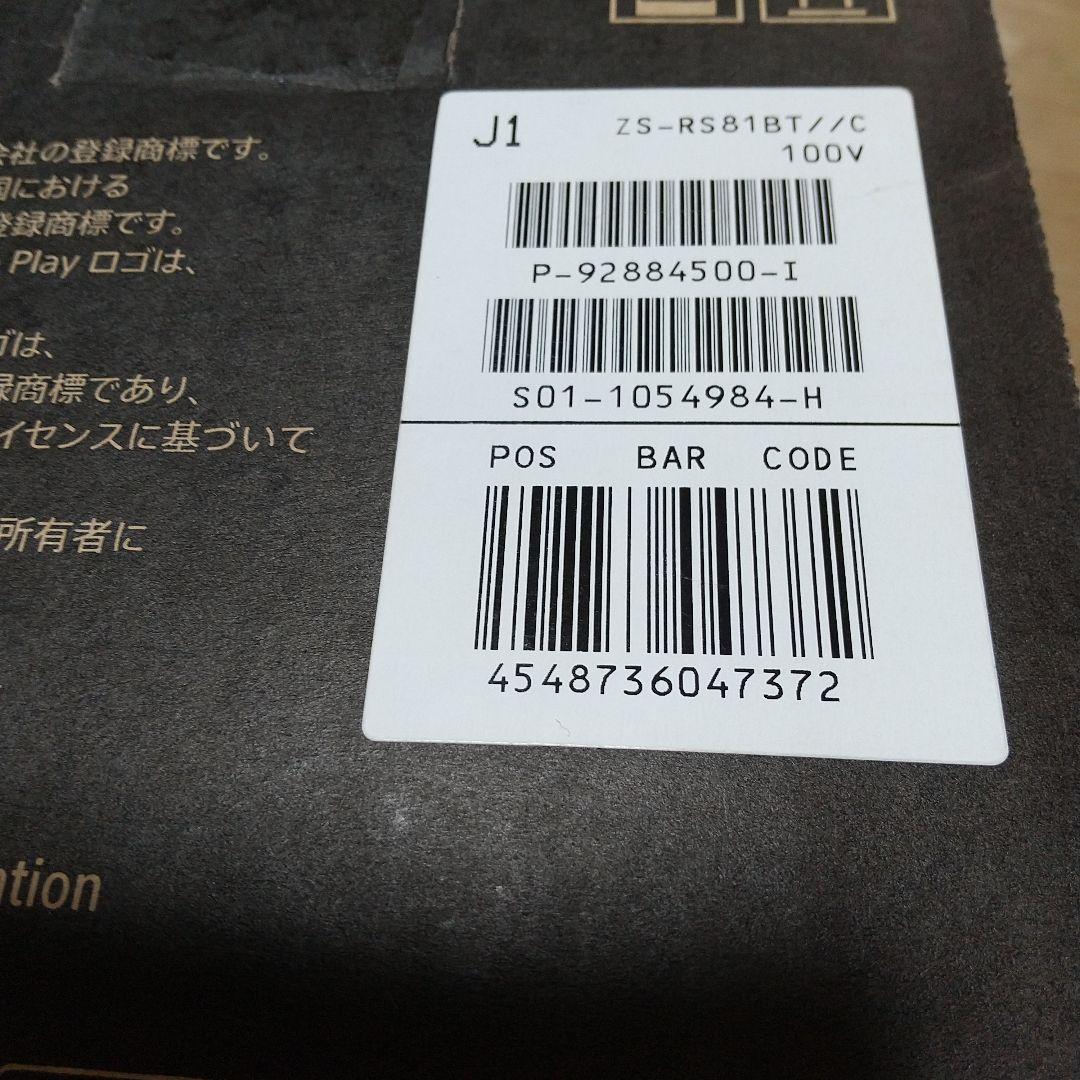 会社の登録商標です。
国における
登録商標です。
Play ロゴは、
ゴは、
録商標であり、
イセンスに基づいて
所有者に
ntion
J1
ZS-RS81BT//C
100V
P-92884500-I
S01-1054984-H
POS BAR CODE
4548736047372